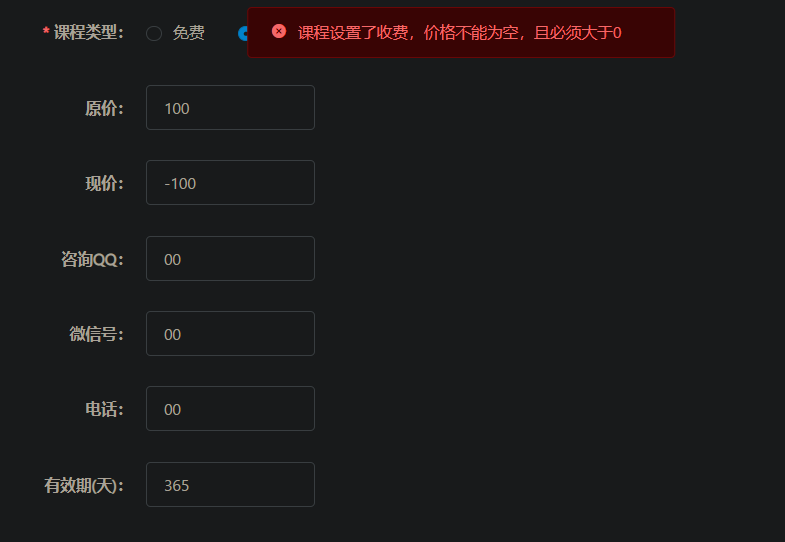 * 课程类型： 免费 课程设置了收费，价格不能为空，且必须大于0
原价： 100
现价： -100
咨询QQ： 00
微信号： 00
电话： 00
有效期(天)： 365